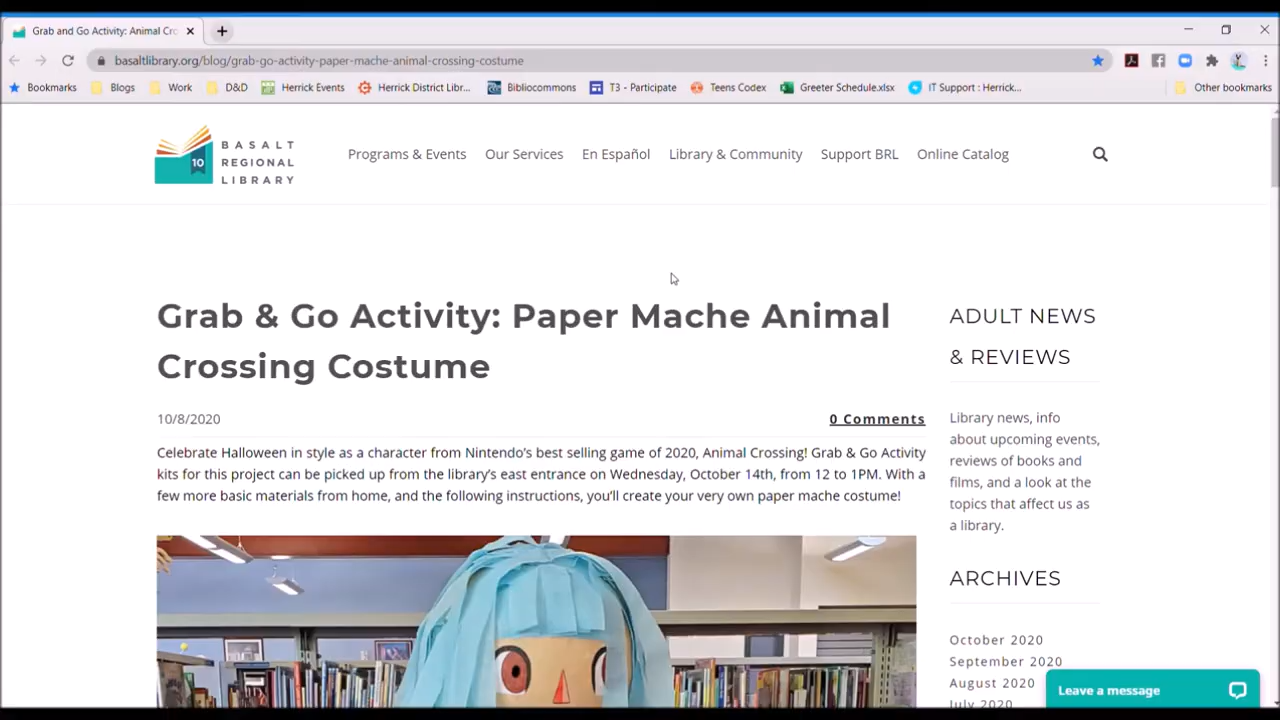 Grab and Go Activity: Animal Cro
basaltlibrary.org/blog/grab-go-activity-paper-mache-animal-crossing-costume
Bookmarks Blogs Work D&D Herrick Events Herrick District Libr... Bibliocommons T3 - Participate Teens Codex Greeter Schedule.xlsx IT Support : Herrick... Other bookmarks
10
BASALT
REGIONAL
LIBRARY
Programs & Events Our Services En Español Library & Community Support BRL Online Catalog
Grab & Go Activity: Paper Mache Animal
Crossing Costume
10/8/2020 0 Comments
Celebrate Halloween in style as a character from Nintendo's best selling game of 2020, Animal Crossing! Grab & Go Activity
kits for this project can be picked up from the library's east entrance on Wednesday, October 14th, from 12 to 1PM. With a
few more basic materials from home, and the following instructions, you'll create your very own paper mache costume!
ADULT NEWS
& REVIEWS
Library news, info
about upcoming events,
reviews of books and
films, and a look at the
topics that affect us as
a library.
ARCHIVES
October 2020
September 2020
August 2020
July 2020
Leave a message